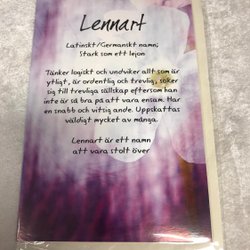 Lennart
Latinskt/Germanskt namn;
Stark som ett lejon
Tänker logiskt och undviker allt som är
ytligt, är ordentlig och trevlig, söker
sig till trevliga sällskap eftersom han
inte är så bra på att vara ensam. Har
en snabb och vitsig ande. Uppskattas
väldigt mycket av många.
Lennart är ett namn
att vara stolt över